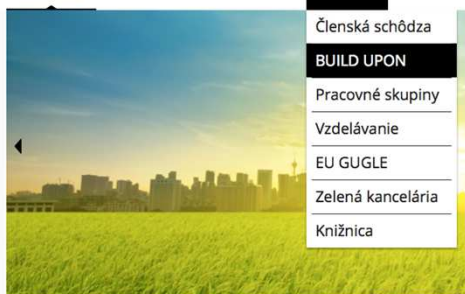 Členská schôdza
BUILD UPON
Pracovné skupiny
Vzdelávanie
EU GUGLE
Zelená kancelária
Knižnica